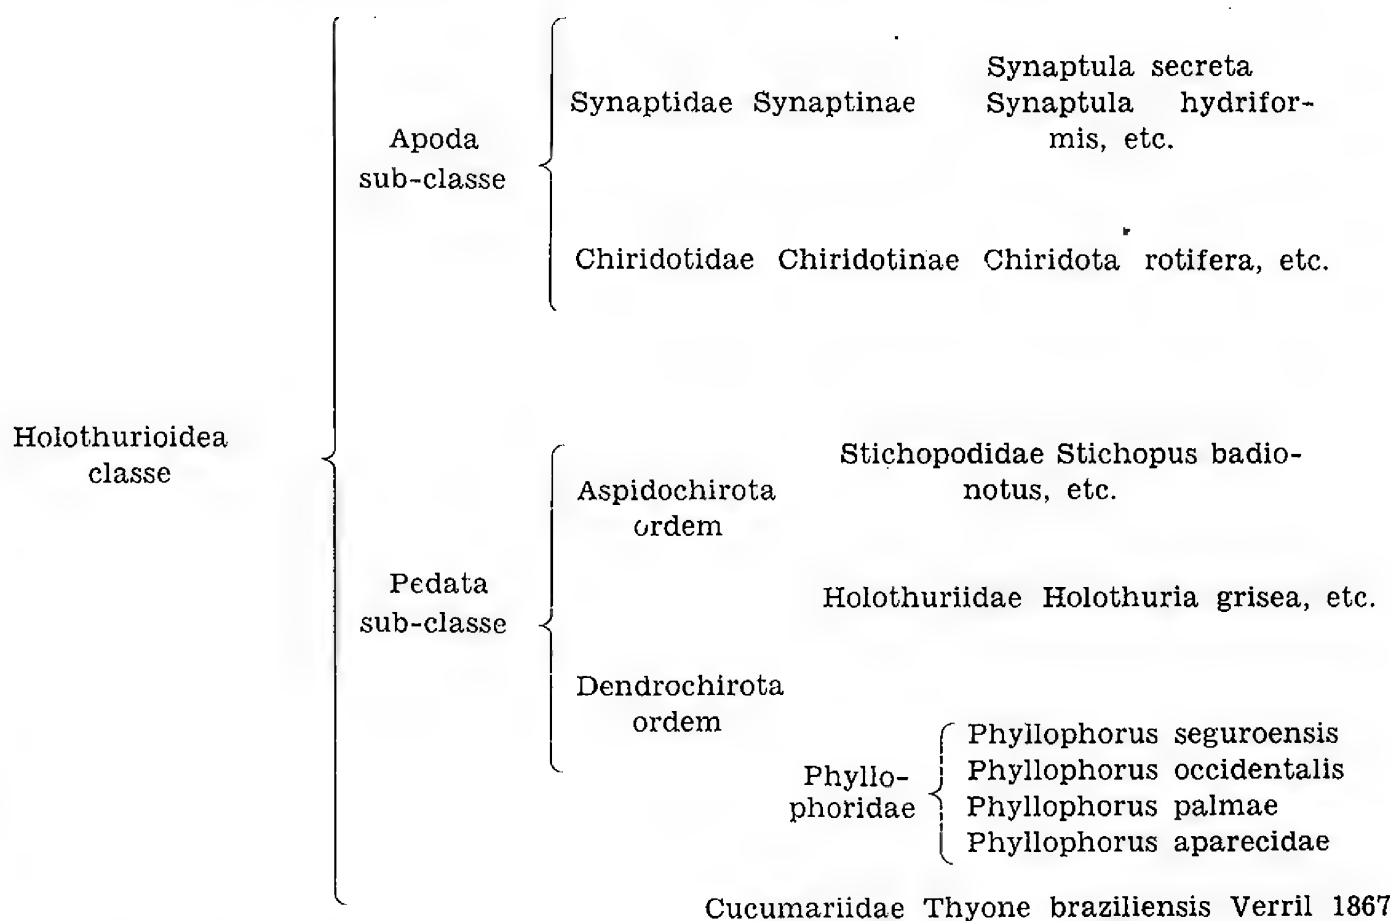 Synaptula secreta
Synaptidae Synaptinae Synaptula hydrifor-
mis, etc.
Apoda
sub-classe
Chiridotidae Chiridotinae Chiridota rotifera, etc.
Holothurioidea
classe
Stichopodidae Stichopus badio-
notus, etc.
Aspidochirota
ordem
Pedata
sub-classe
Holothuriidae Holothuria grisea, etc.
Dendrochirota
ordem
Phyllo-
phoridae
Phyllophorus seguroensis
Phyllophorus occidentalis
Phyllophorus palmae
Phyllophorus aparecidae
Cucumariidae Thyone braziliensis Verril 1867